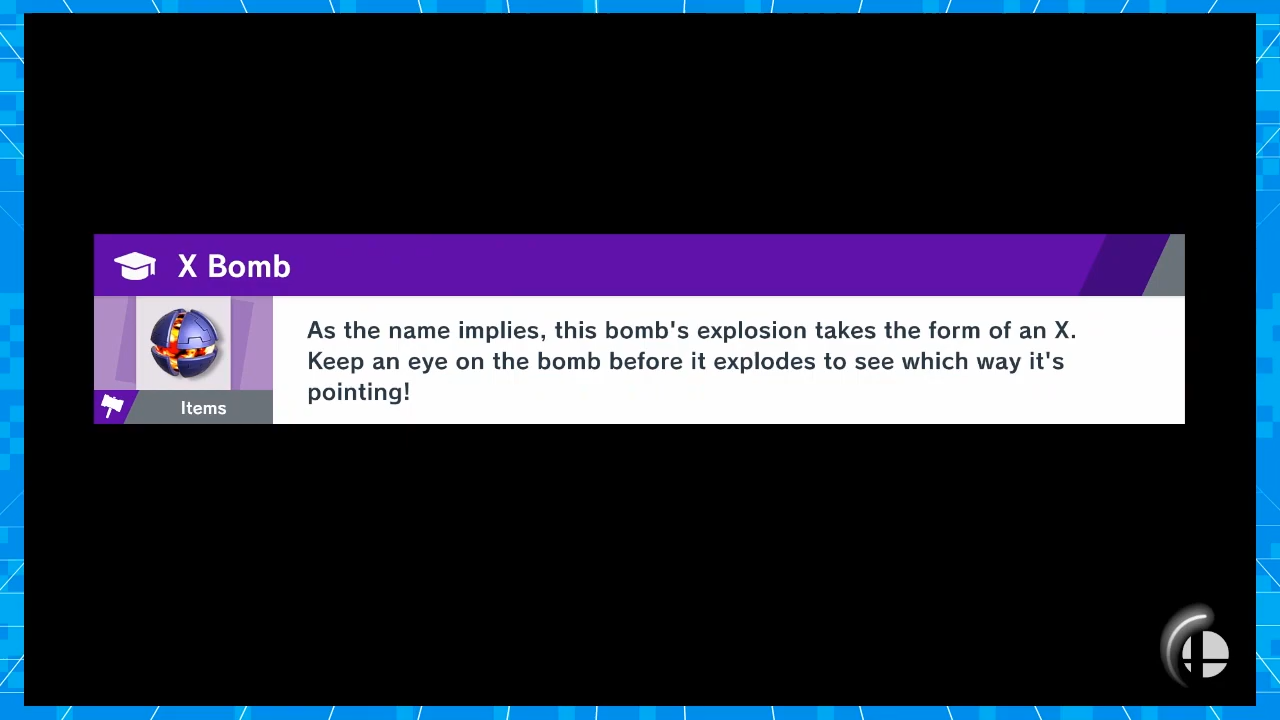 X Bomb
As the name implies, this bomb's explosion takes the form of an X.
Keep an eye on the bomb before it explodes to see which way it's
pointing!
Items